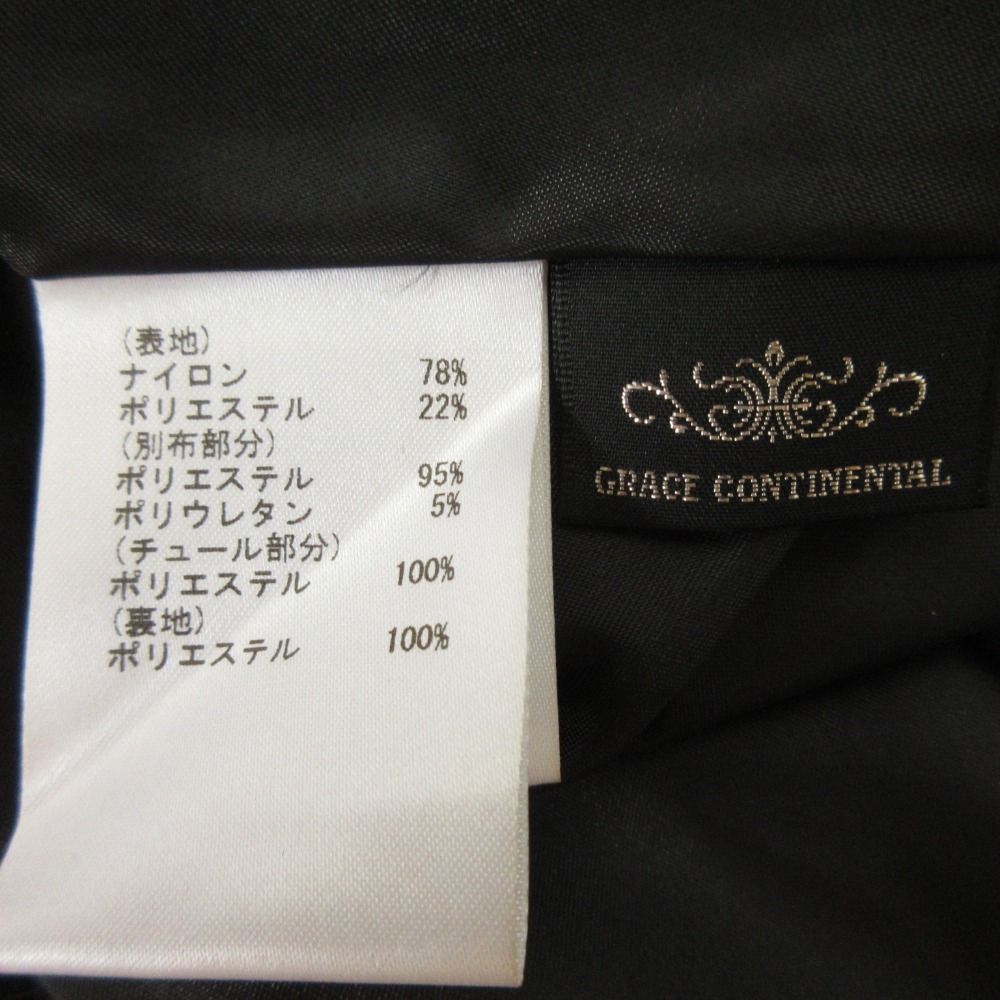 (表地)
ナイロン 78%
ポリエステル 22%
(別布部分)
ポリエステル 95%
ポリウレタン 5%
(チュール部分)
ポリエステル 100%
(裏地)
ポリエステル 100%
GRACE CONTINENTAL